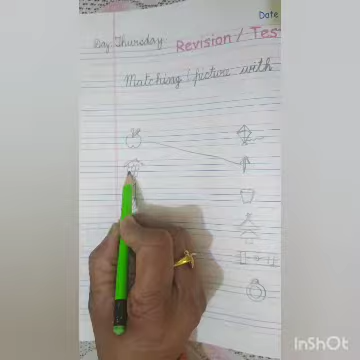 Date
Day Thursday Revision / Tes
Matching picture with
InShOt